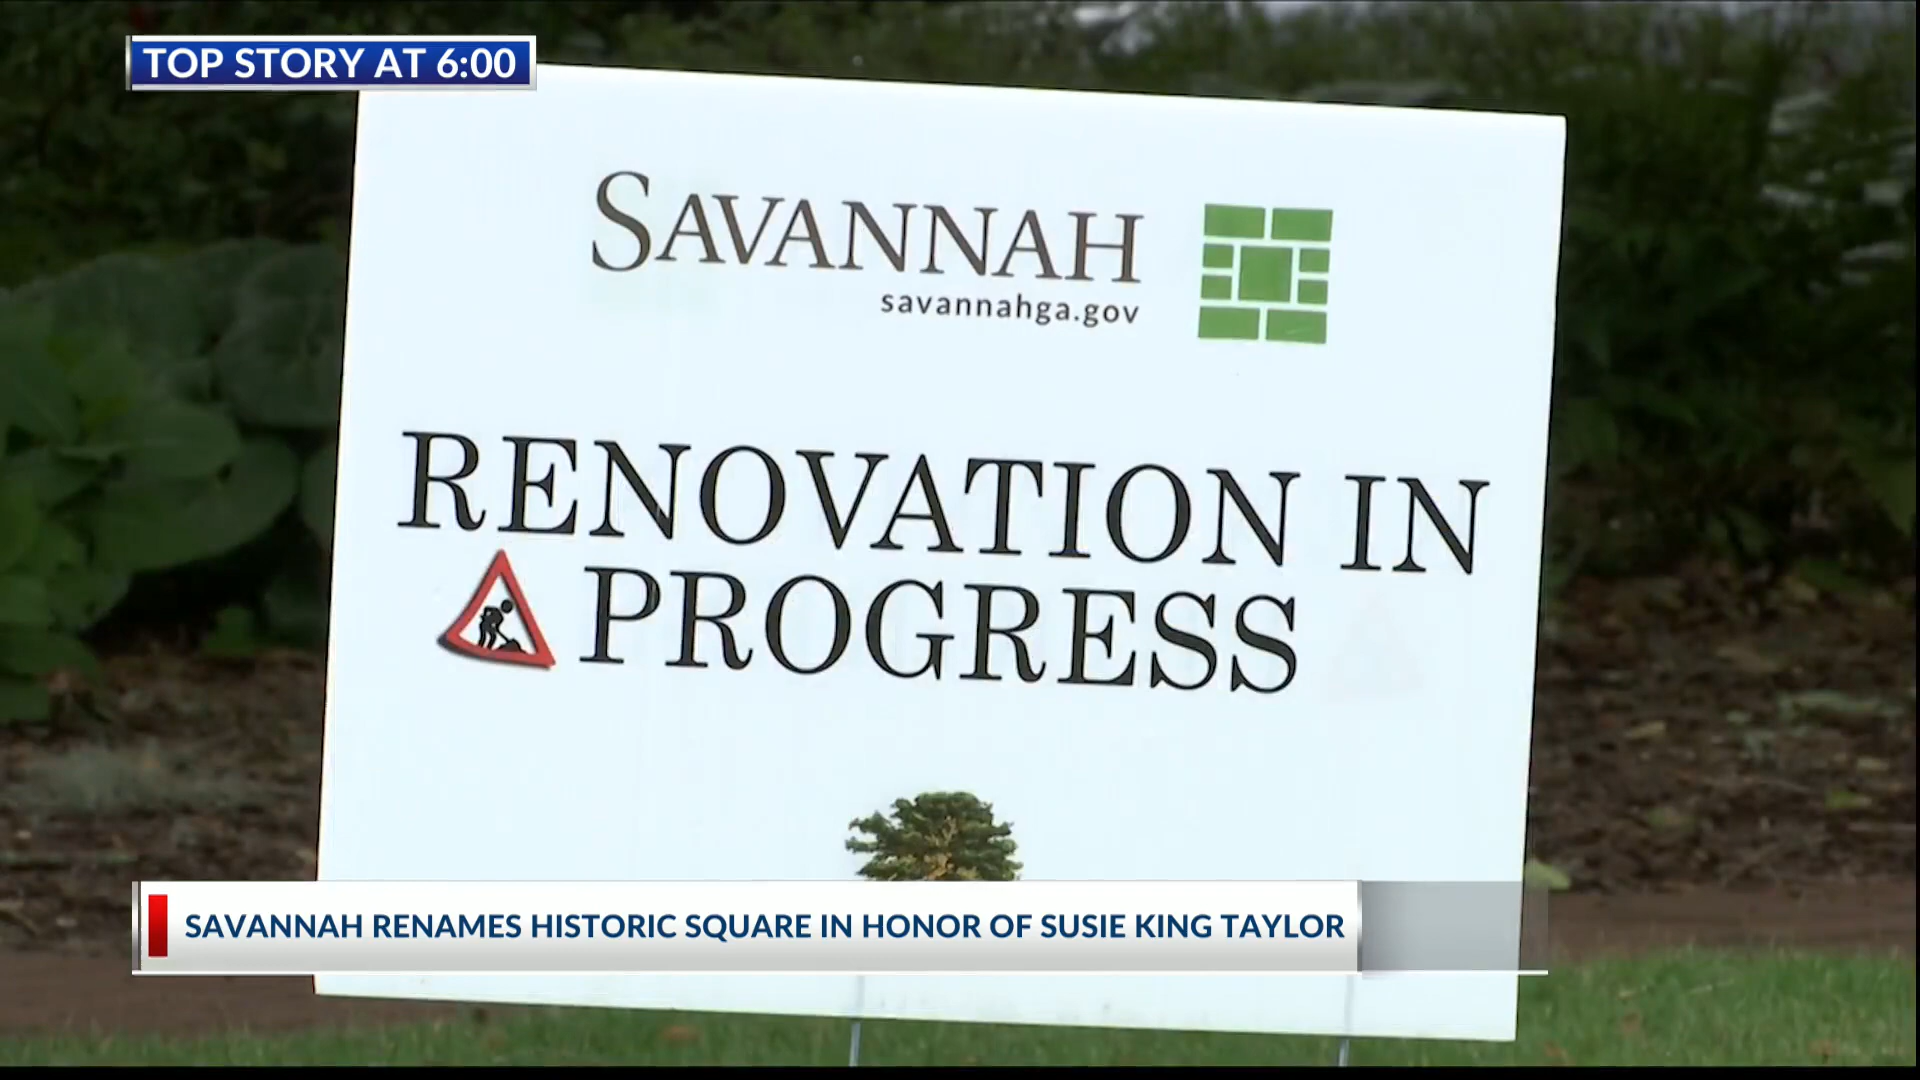 TOP STORY AT 6:00
SAVANNAH
savannahga.gov
RENOVATION IN
PROGRESS
SAVANNAH RENAMES HISTORIC SQUARE IN HONOR OF SUSIE KING TAYLOR